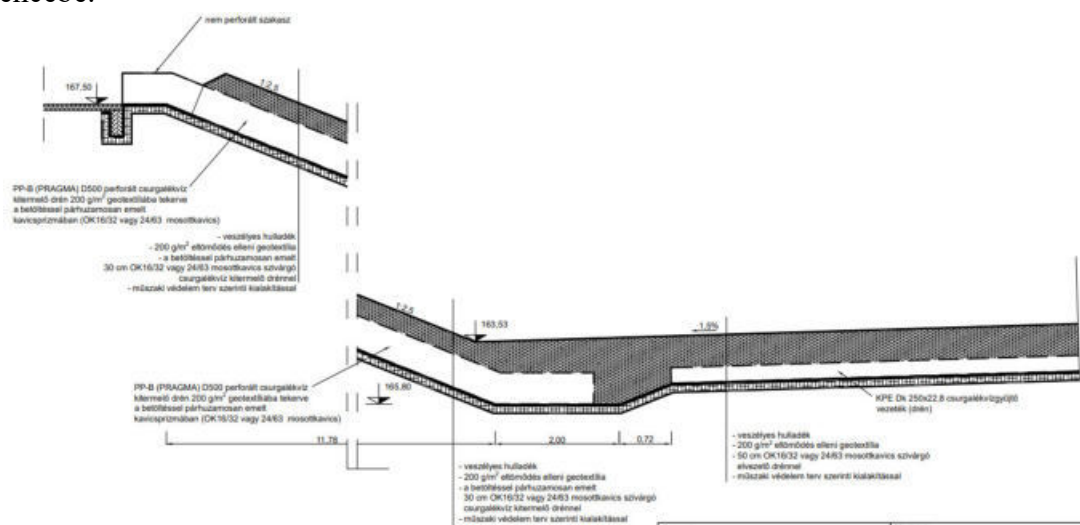 nem perforált szakasz
1:2,5
167,50
PP-B (PRAGMA) D500 perforált csurgalékvíz
kitermelő drén 200 g/m² geotextíliába tekerve
a betöltéssel párhuzamosan emelt
kavicsprizmában (OK16/32 vagy 24/63 mosottkavics)
- veszélyes hulladék
- 200 g/m² eltömődés elleni geotextília
- a betöltéssel párhuzamosan emelt
30 cm OK16/32 vagy 24/63 mosottkavics szivárgó
csurgalékvíz kitermelő drénnel
- műszaki védelem terv szerinti kialakítással
1:2,5
163,53
1,5%
PP-B (PRAGMA) D500 perforált csurgalékvíz
kitermelő drén 200 g/m² geotextíliába tekerve
a betöltéssel párhuzamosan emelt
kavicsprizmában (OK16/32 vagy 24/63 mosottkavics)
165,80
KPE Dk 250x22,8 csurgalékvízgyűjtő
vezeték (drén)
11,78
2,00
0,72
- veszélyes hulladék
- 200 g/m² eltömődés elleni geotextília
- 50 cm OK16/32 vagy 24/63 mosottkavics szivárgó
elvezető drénnel
- műszaki védelem terv szerinti kialakítással
- veszélyes hulladék
- 200 g/m² eltömődés elleni geotextília
- a betöltéssel párhuzamosan emelt
30 cm OK16/32 vagy 24/63 mosottkavics szivárgó
csurgalékvíz kitermelő drénnel
- műszaki védelem terv szerinti kialakítással